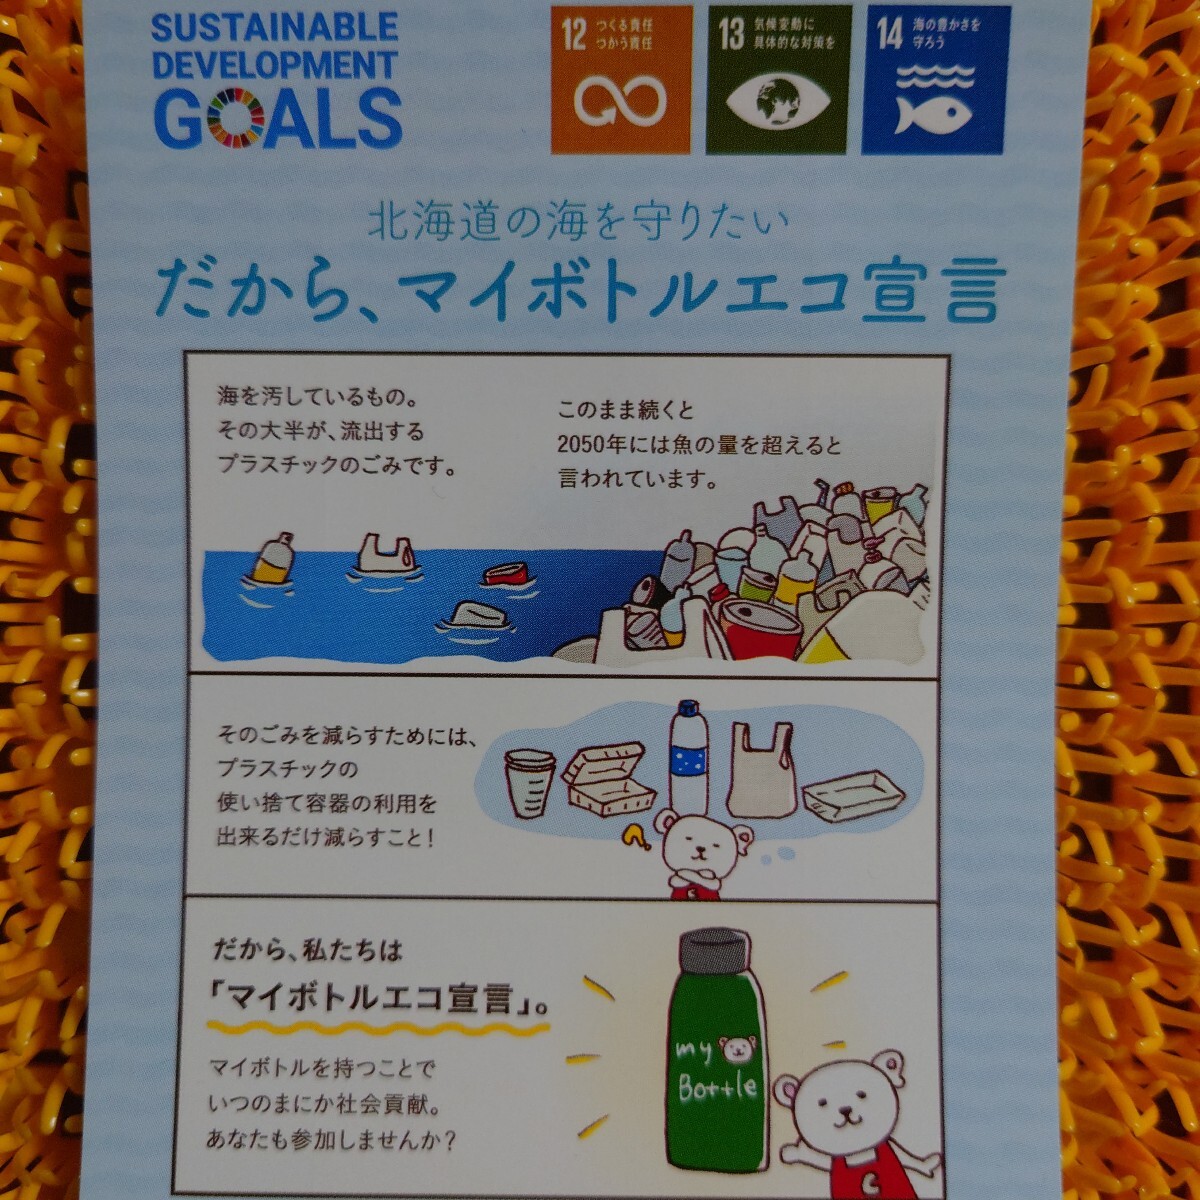 SUSTAINABLE
DEVELOPMENT
GOALS
12 つくる責任
つかう責任
13 気候変動に
具体的な対策を
14 海の豊かさを
守ろう
北海道の海を守りたい
だから、マイボトルエコ宣言
海を汚しているもの。
その大半が、流出する
プラスチックのごみです。
このまま続くと
2050年には魚の量を超えると
言われています。
そのごみを減らすためには、
プラスチックの
使い捨て容器の利用を
出来るだけ減らすこと!
?
C
だから、私たちは
「マイボトルエコ宣言」。
マイボトルを持つことで
いつのまにか社会貢献。
あなたも参加しませんか?
my
Bottle
C